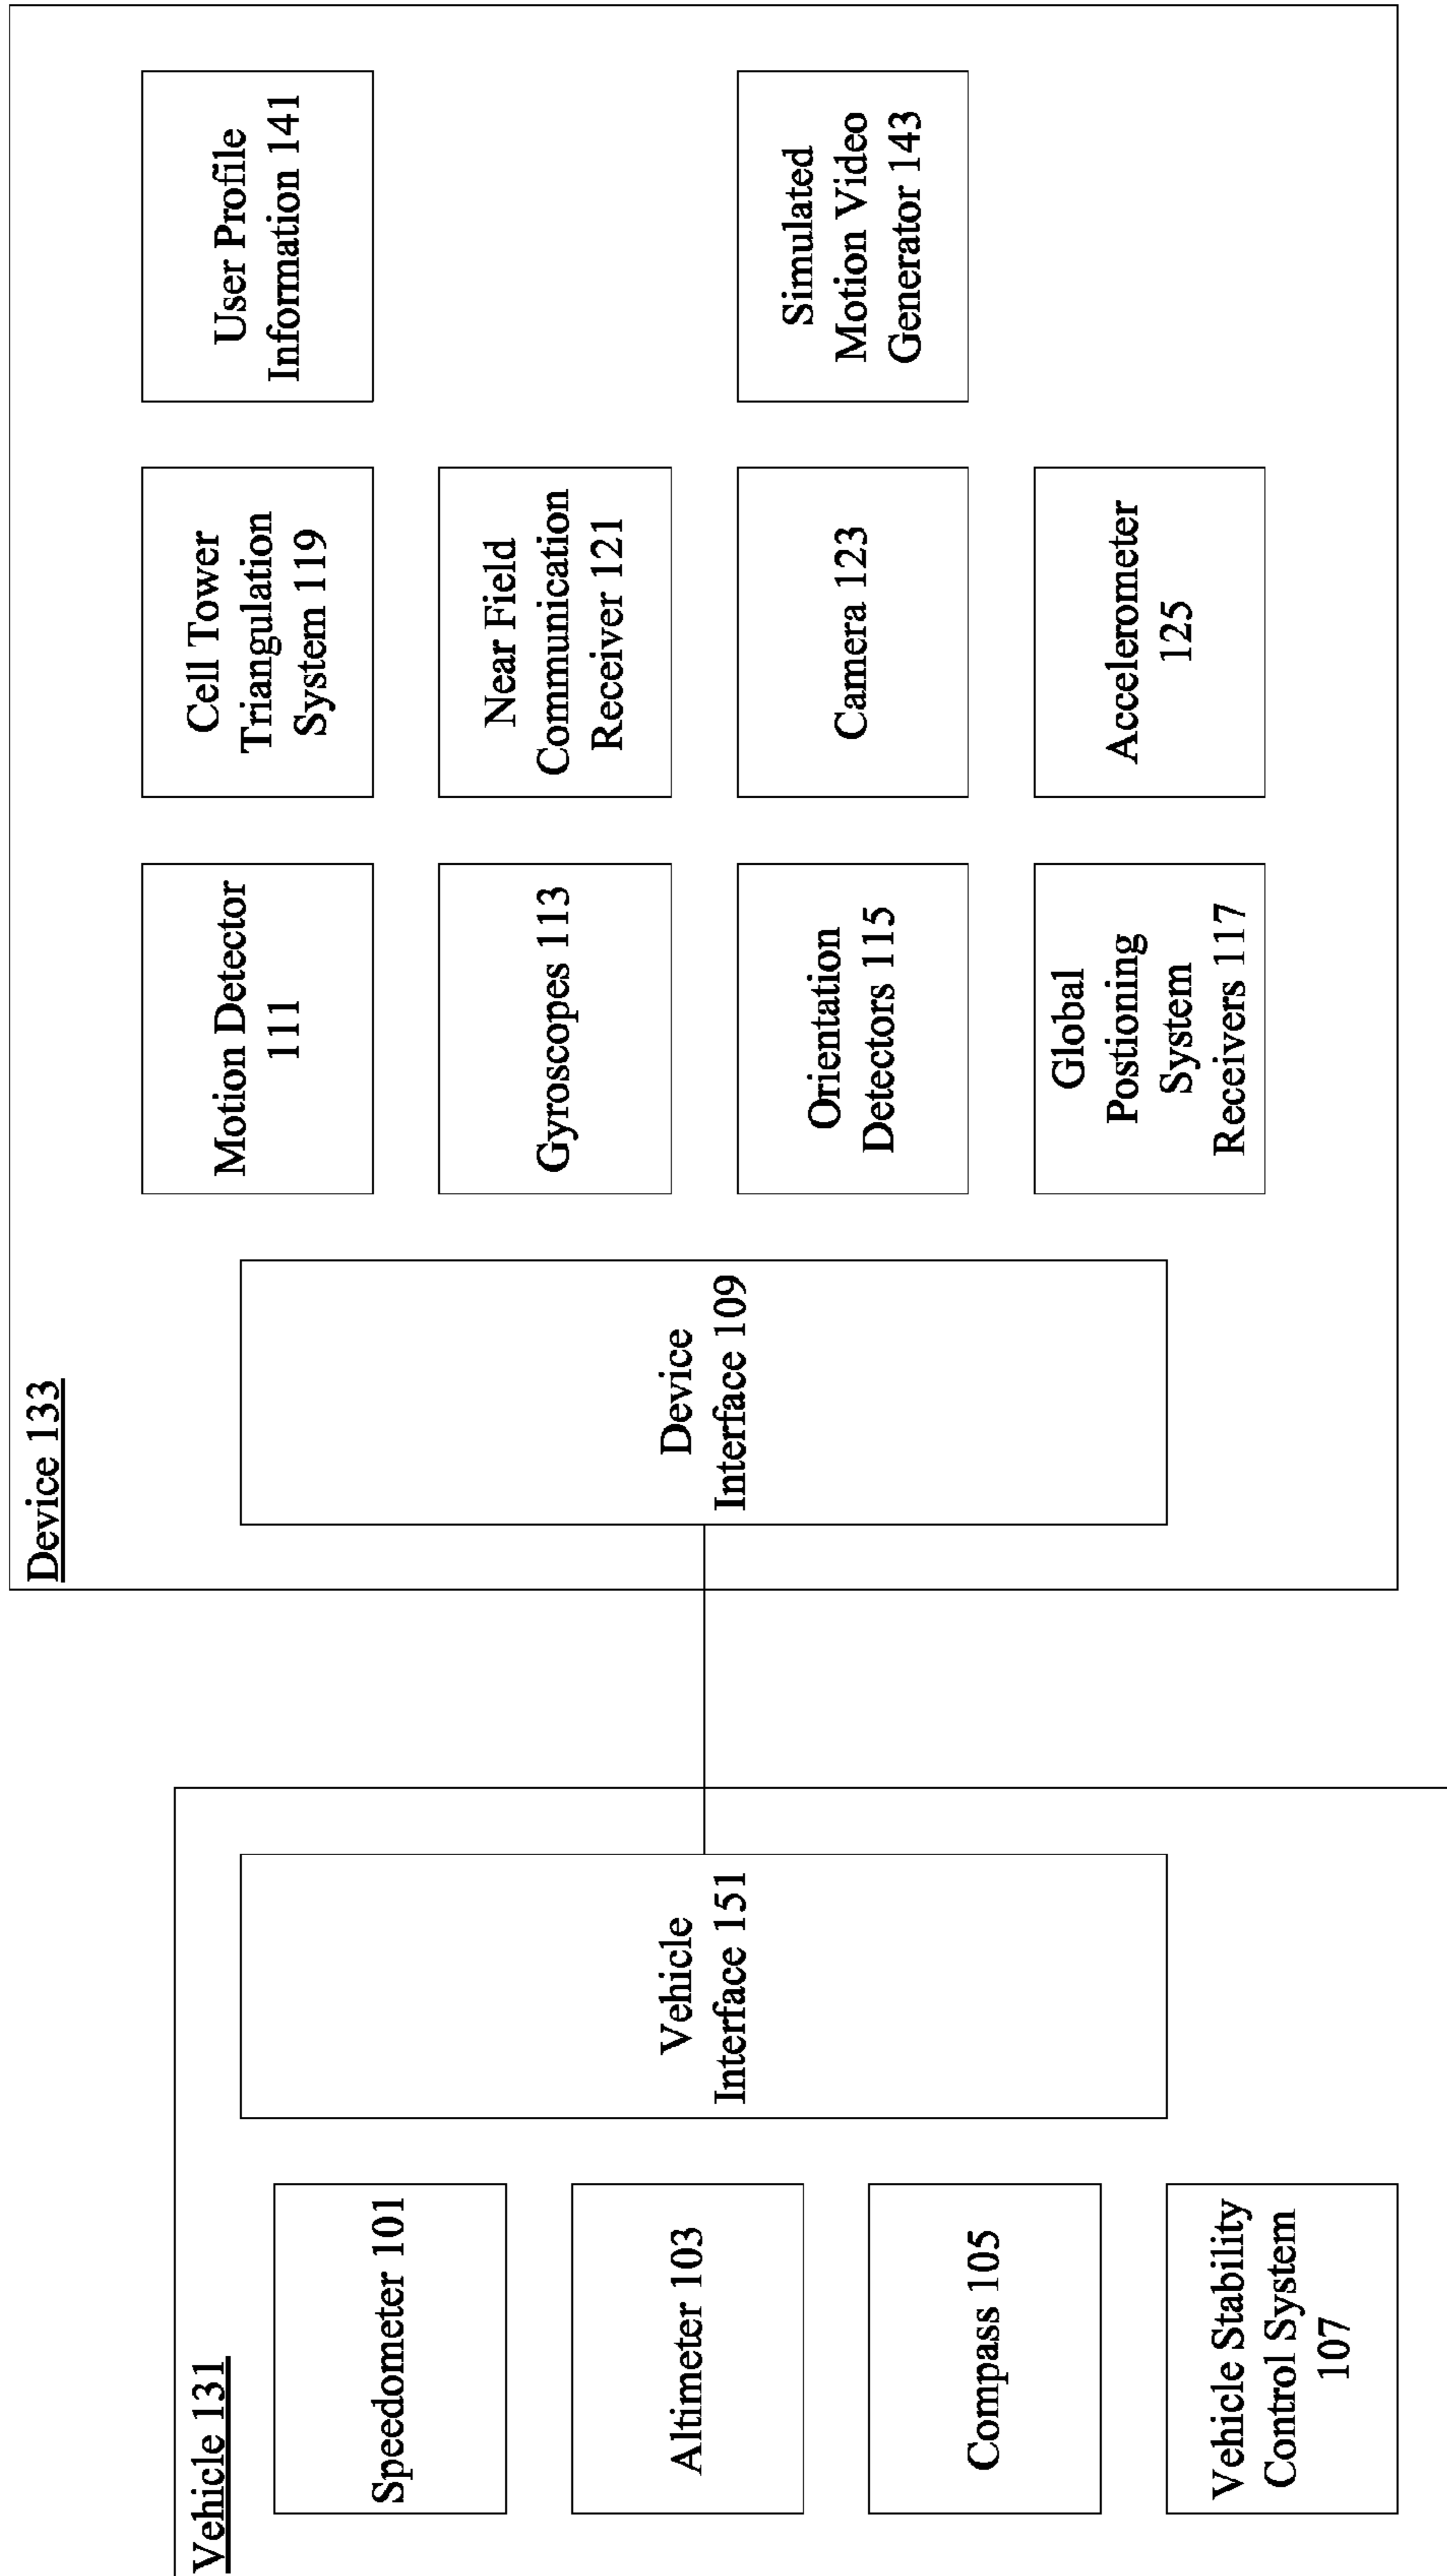 Vehicle 131
Speedometer 101
Altimeter 103
Compass 105
Vehicle Stability
Control System
107
Vehicle
Interface 151
Device 133
Device
Interface 109
Motion Detector
111
Gyroscopes 113
Orientation
Detectors 115
Global
Postioning
System
Receivers 117
Cell Tower
Triangulation
System 119
Near Field
Communication
Receiver 121
Camera 123
Accelerometer
125
User Profile
Information 141
Simulated
Motion Video
Generator 143